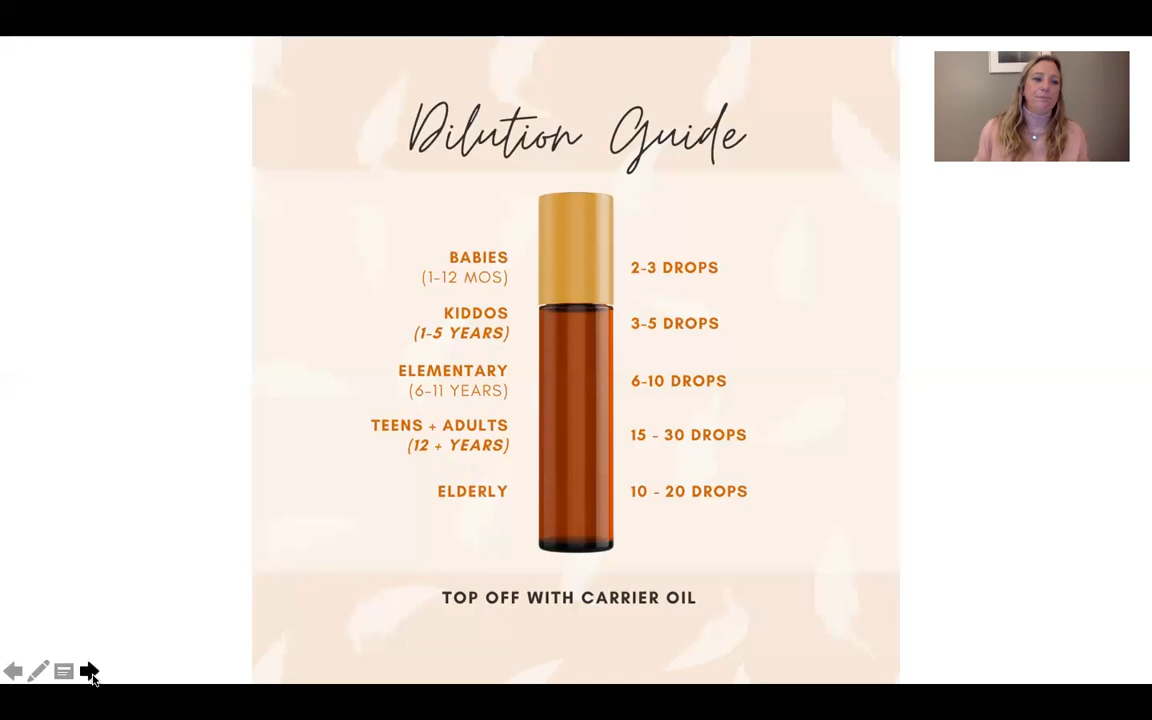 Dilution Guide
BABIES
(1-12 MOS)
2-3 DROPS
KIDDOS
(1-5 YEARS)
3-5 DROPS
ELEMENTARY
(6-11 YEARS)
6-10 DROPS
TEENS + ADULTS
(12 + YEARS)
15 - 30 DROPS
ELDERLY
10 - 20 DROPS
TOP OFF WITH CARRIER OIL